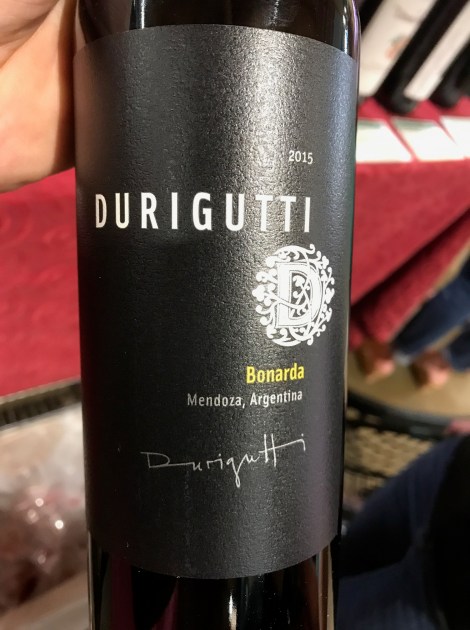 2015
DURIGUTTI
D
Bonarda
Mendoza, Argentina
Durigutti